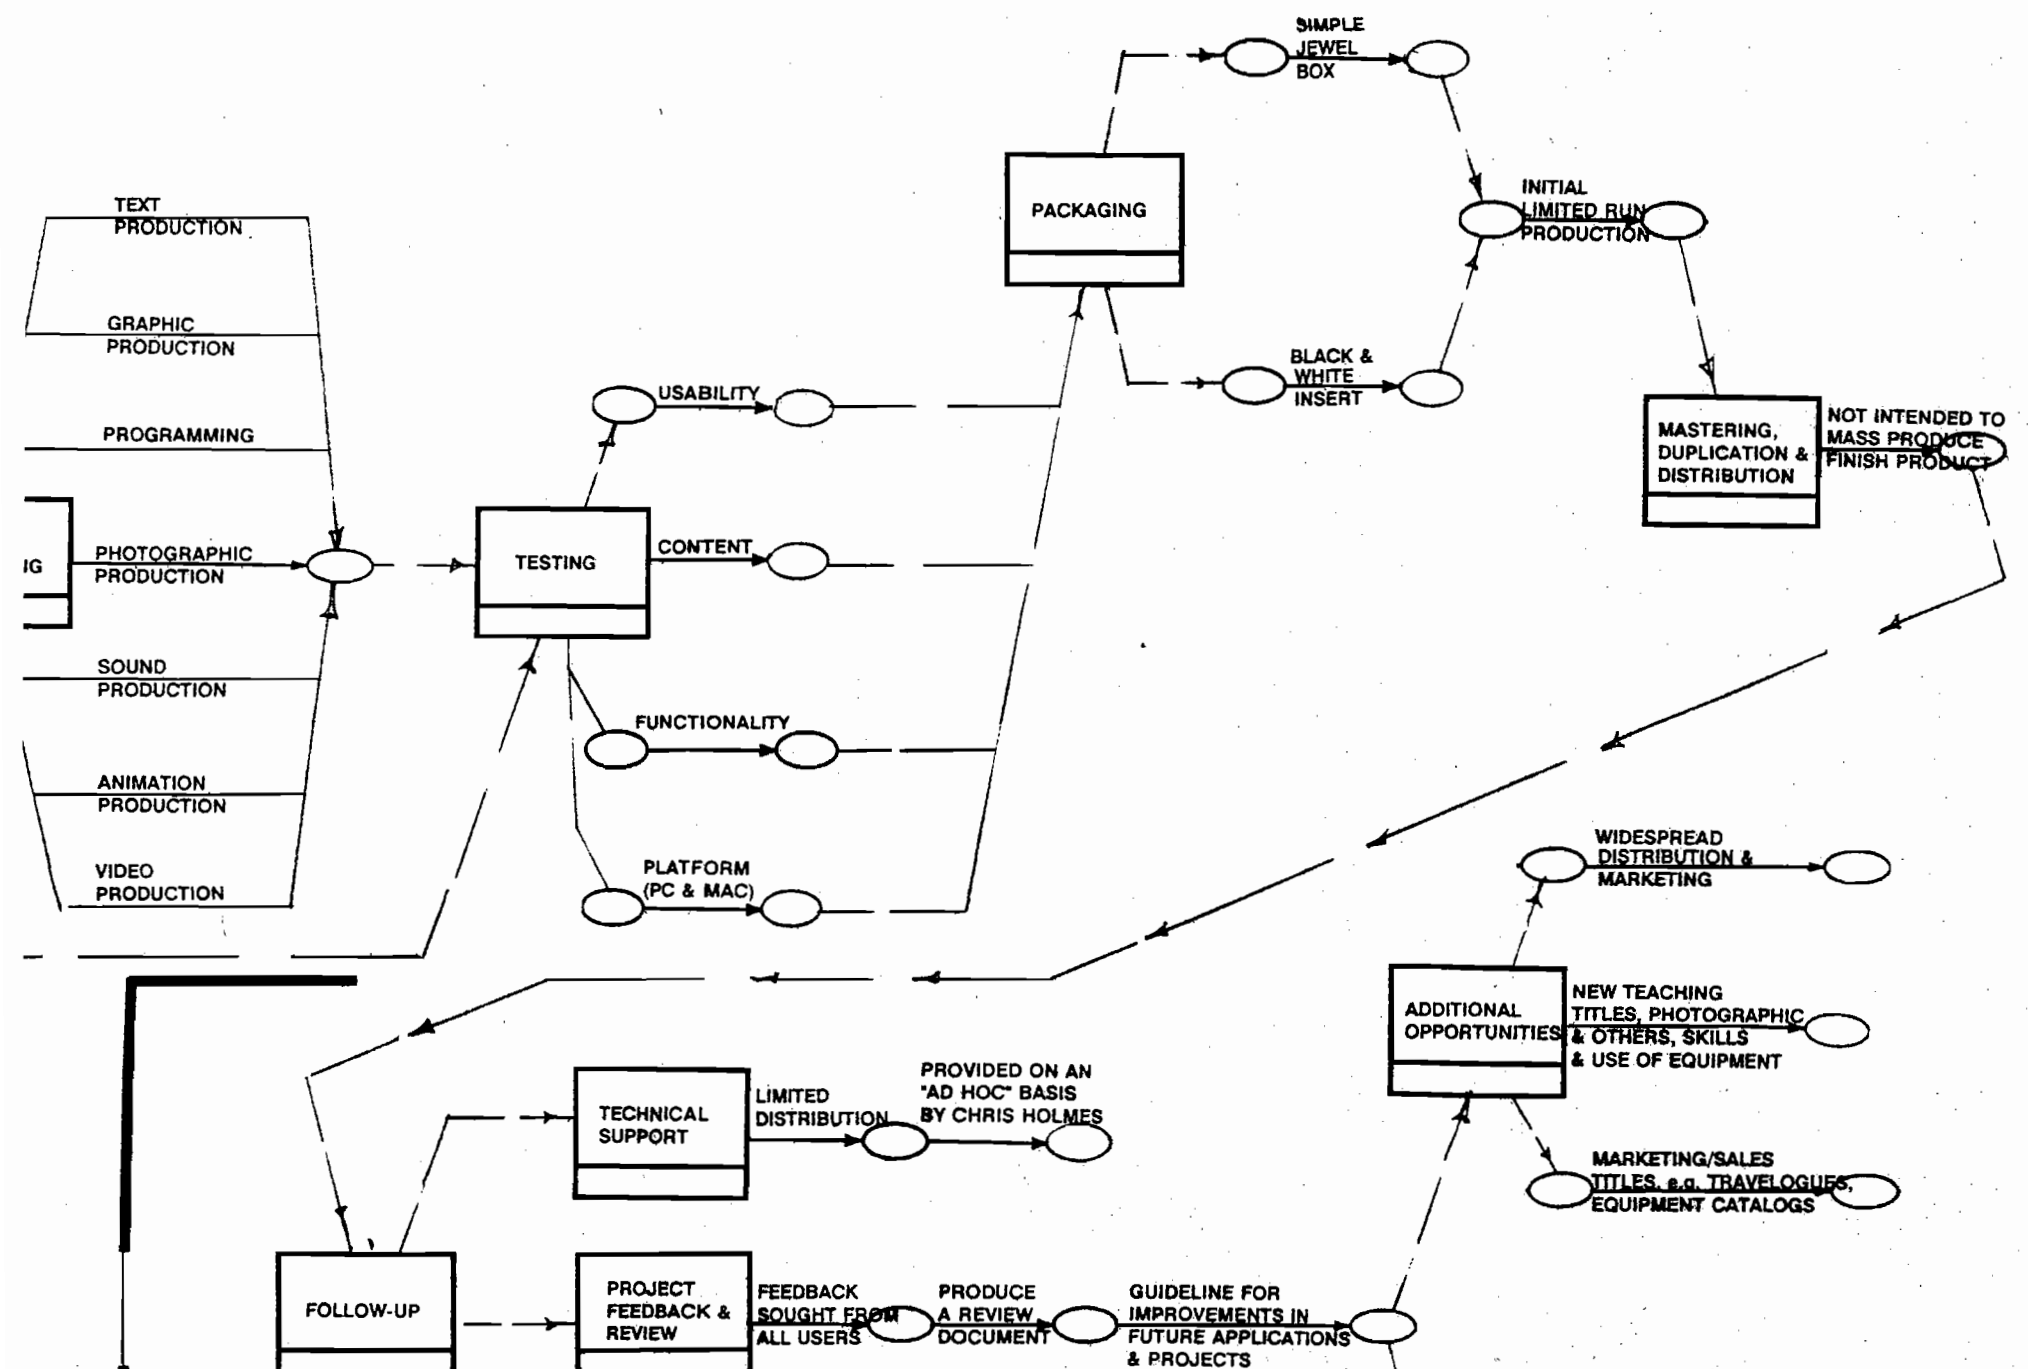 SIMPLE
JEWEL
BOX
PACKAGING
INITIAL
LIMITED RUN
PRODUCTION
TEXT
PRODUCTION
GRAPHIC
PRODUCTION
BLACK &
WHITE
INSERT
USABILITY
PROGRAMMING
MASTERING,
DUPLICATION &
DISTRIBUTION
NOT INTENDED TO
MASS PRODUCE
FINISH PRODUCT
IG
PHOTOGRAPHIC
PRODUCTION
TESTING
CONTENT
SOUND
PRODUCTION
FUNCTIONALITY
ANIMATION
PRODUCTION
VIDEO
PRODUCTION
PLATFORM
(PC & MAC)
WIDESPREAD
DISTRIBUTION &
MARKETING
ADDITIONAL
OPPORTUNITIES
NEW TEACHING
TITLES, PHOTOGRAPHIC
& OTHERS, SKILLS
& USE OF EQUIPMENT
TECHNICAL
SUPPORT
LIMITED
DISTRIBUTION
PROVIDED ON AN
"AD HOC" BASIS
BY CHRIS HOLMES
MARKETING/SALES
TITLES, e.g. TRAVELOGUES,
EQUIPMENT CATALOGS
FOLLOW-UP
PROJECT
FEEDBACK &
REVIEW
FEEDBACK
SOUGHT FROM
ALL USERS
PRODUCE
A REVIEW
DOCUMENT
GUIDELINE FOR
IMPROVEMENTS IN
FUTURE APPLICATIONS
& PROJECTS